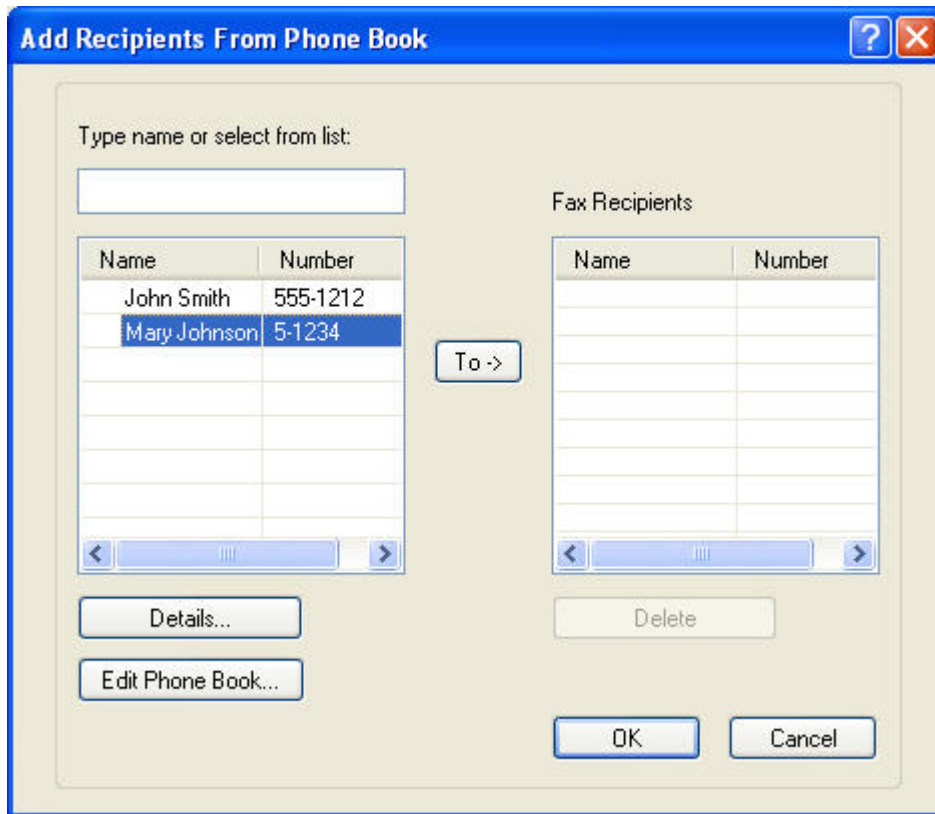 Add Recipients From Phone Book
Type name or select from list:
Name Number
John Smith 555-1212
Mary Johnson 5-1234
Details...
Edit Phone Book...
To ->
Fax Recipients
Name Number
Delete
OK Cancel